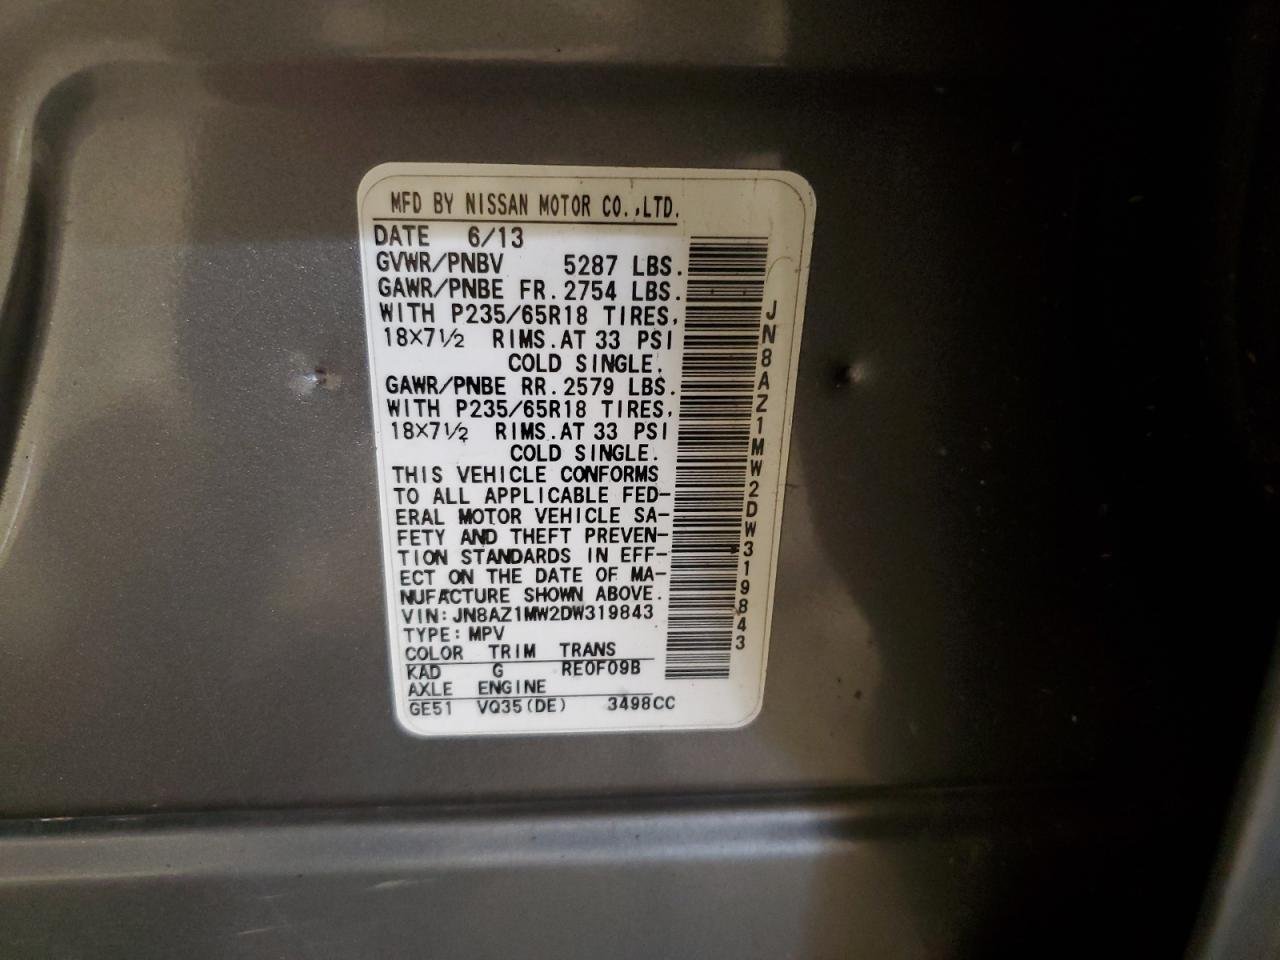 MFD BY NISSAN MOTOR CO.,LTD.
DATE 6/13
GVWR/PNBV 5287 LBS.
GAWR/PNBE FR.2754 LBS.
WITH P235/65R18 TIRES,
18×7½ RIMS.AT 33 PSI
COLD SINGLE.
GAWR/PNBE RR.2579 LBS.
WITH P235/65R18 TIRES,
18×7½ RIMS.AT 33 PSI
COLD SINGLE.
THIS VEHICLE CONFORMS
TO ALL APPLICABLE FED-
ERAL MOTOR VEHICLE SA-
FETY AND THEFT PREVEN-
TION STANDARDS IN EFF-
ECT ON THE DATE OF MA-
NUFACTURE SHOWN ABOVE.
VIN:JN8AZ1MW2DW319843
TYPE:MPV
COLOR TRIM TRANS
KAD G RE0F09B
AXLE ENGINE
GE51 VQ35(DE) 3498CC
JN8AZ1MW2DW319843